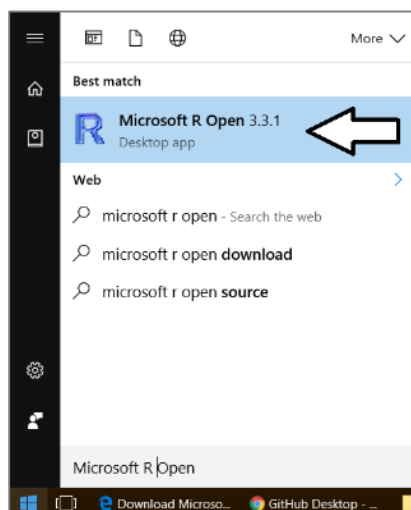 More
Best match
Microsoft R Open 3.3.1
Desktop app
Web
microsoft r open - Search the web
microsoft r open download
microsoft r open source
Microsoft R Open
Download Microso... GitHub Desktop - ...